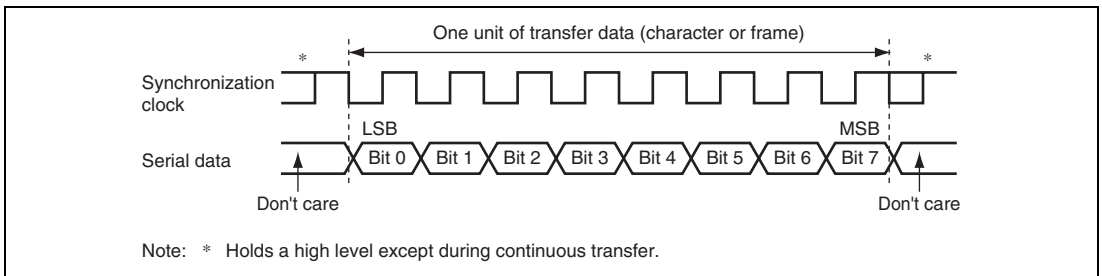 One unit of transfer data (character or frame)
*
*
Synchronization
clock
LSB
MSB
Serial data
Bit 0
Bit 1
Bit 2
Bit 3
Bit 4
Bit 5
Bit 6
Bit 7
Don't care
Don't care
Note: * Holds a high level except during continuous transfer.